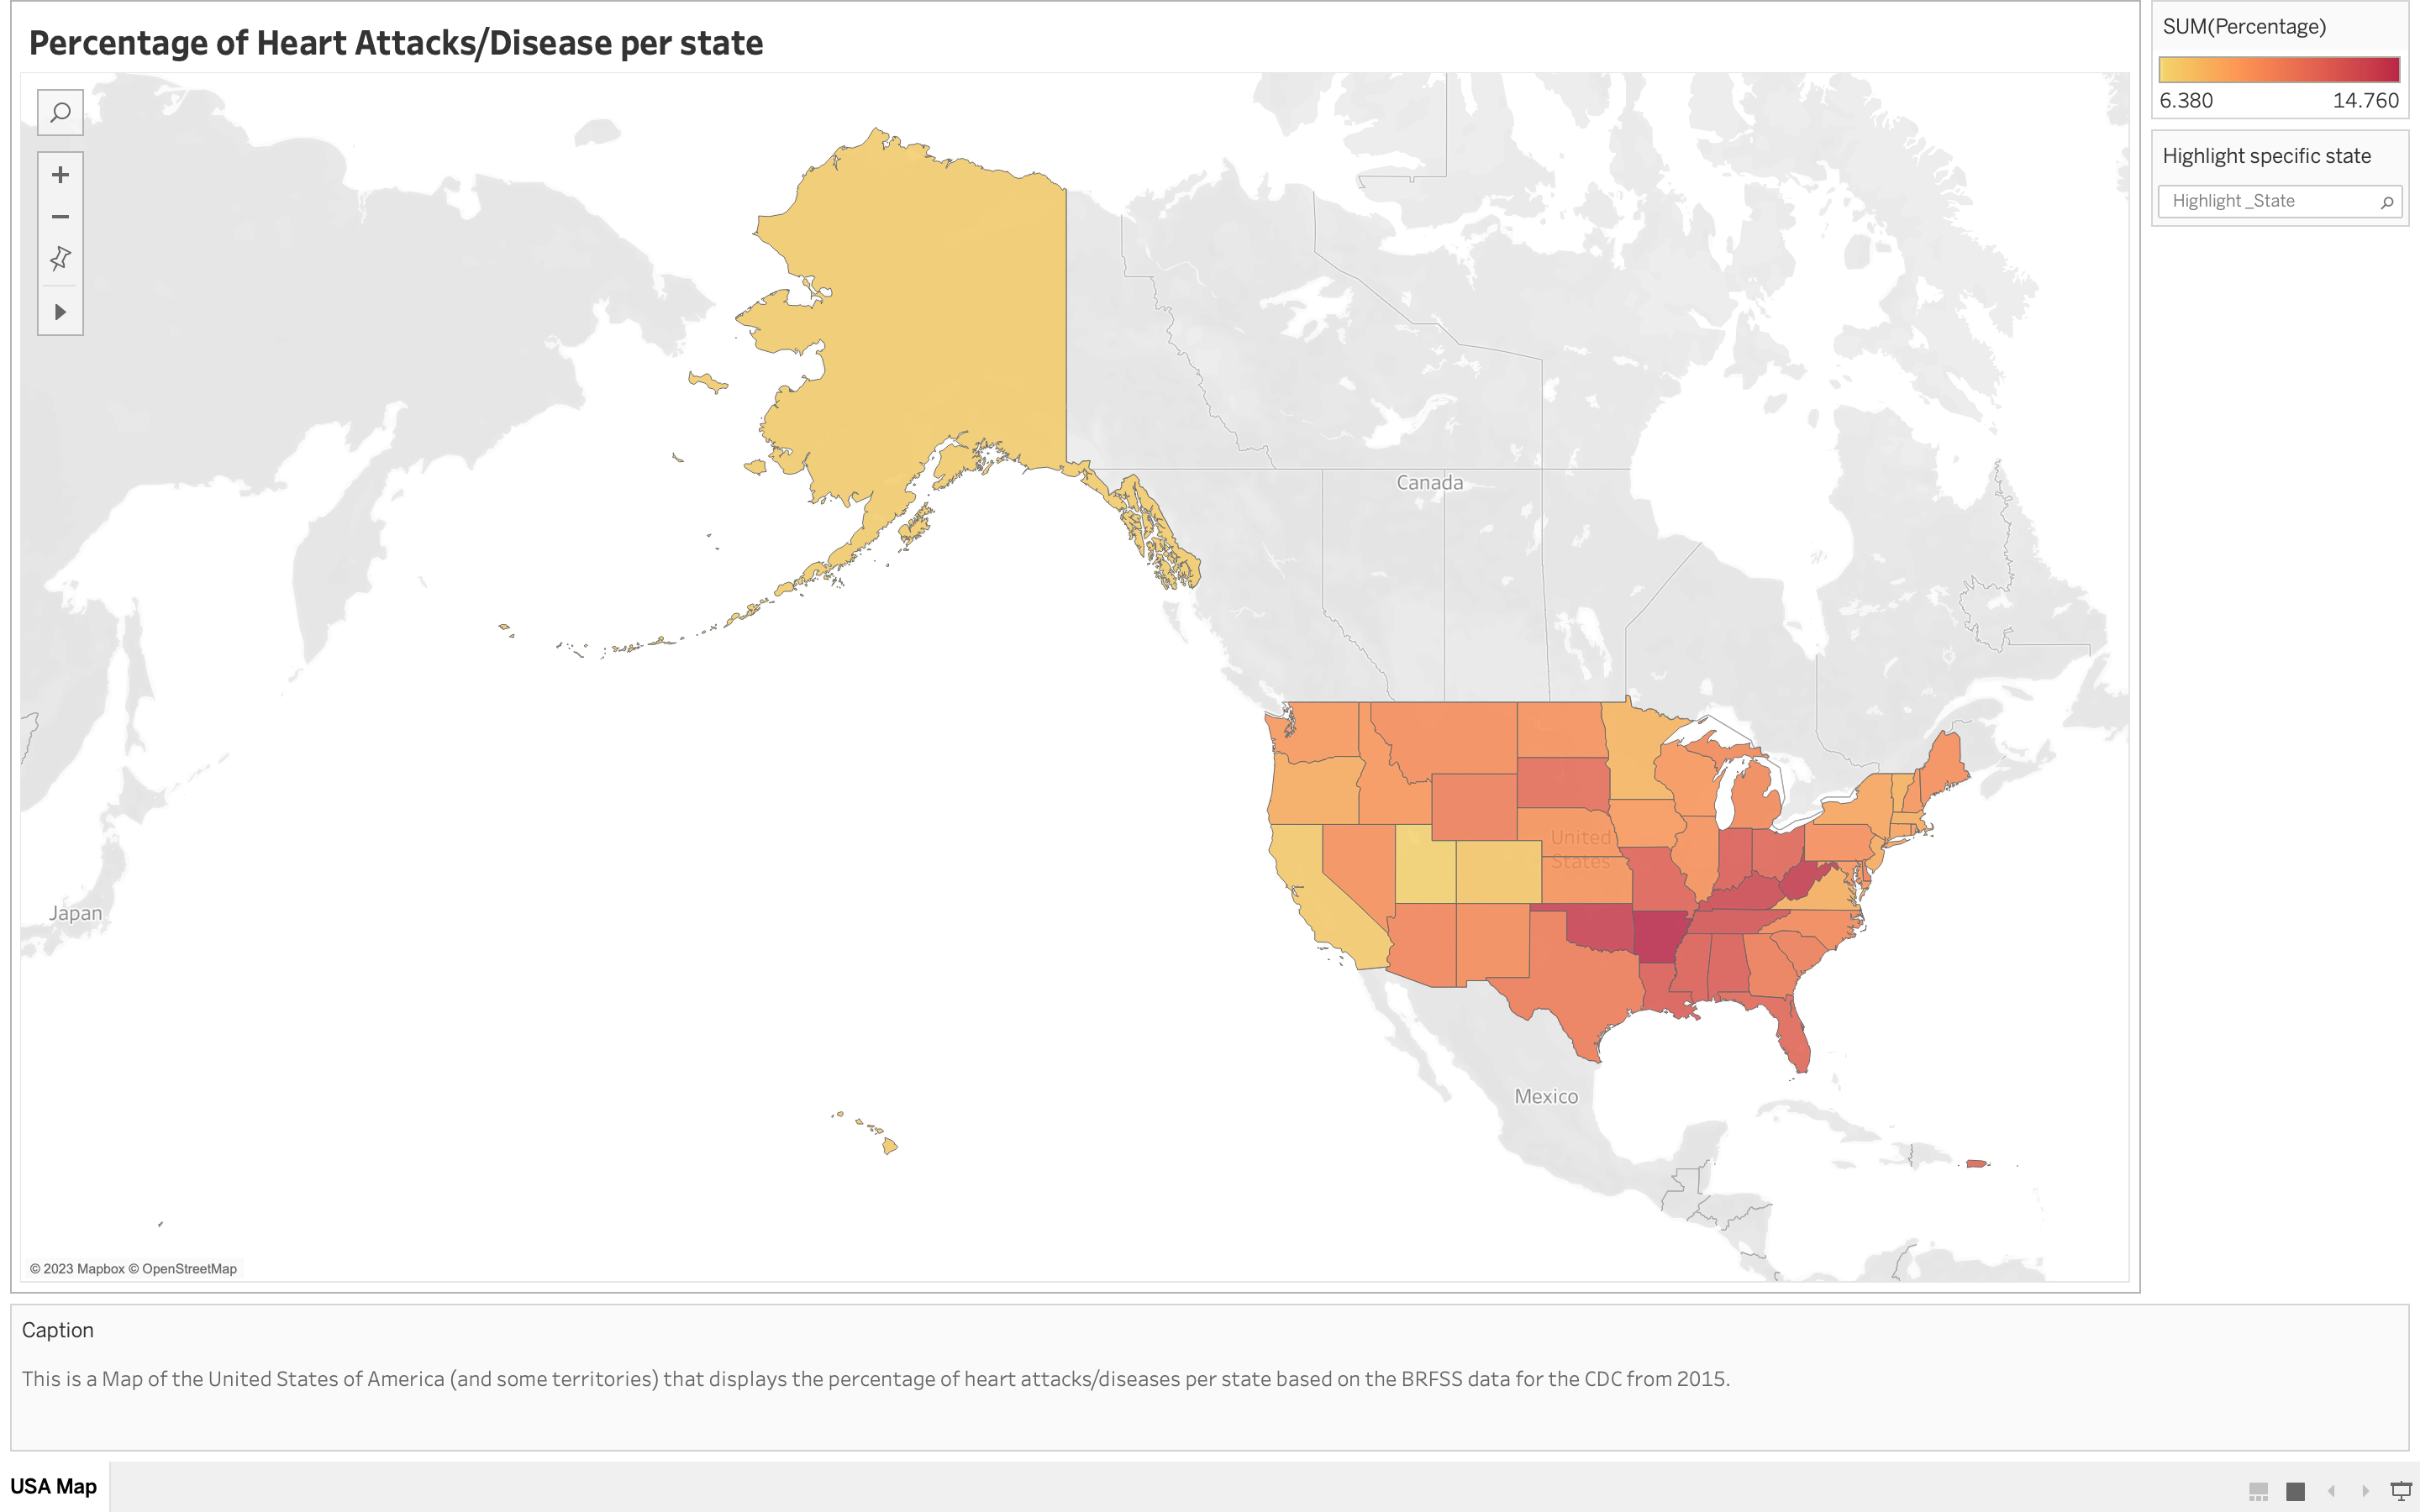 Percentage of Heart Attacks/Disease per state
SUM(Percentage)
6.380 14.760
Highlight specific state
Highlight _State
Canada
United
States
Japan
Mexico
© 2023 Mapbox © OpenStreetMap
Caption
This is a Map of the United States of America (and some territories) that displays the percentage of heart attacks/diseases per state based on the BRFSS data for the CDC from 2015.
USA Map